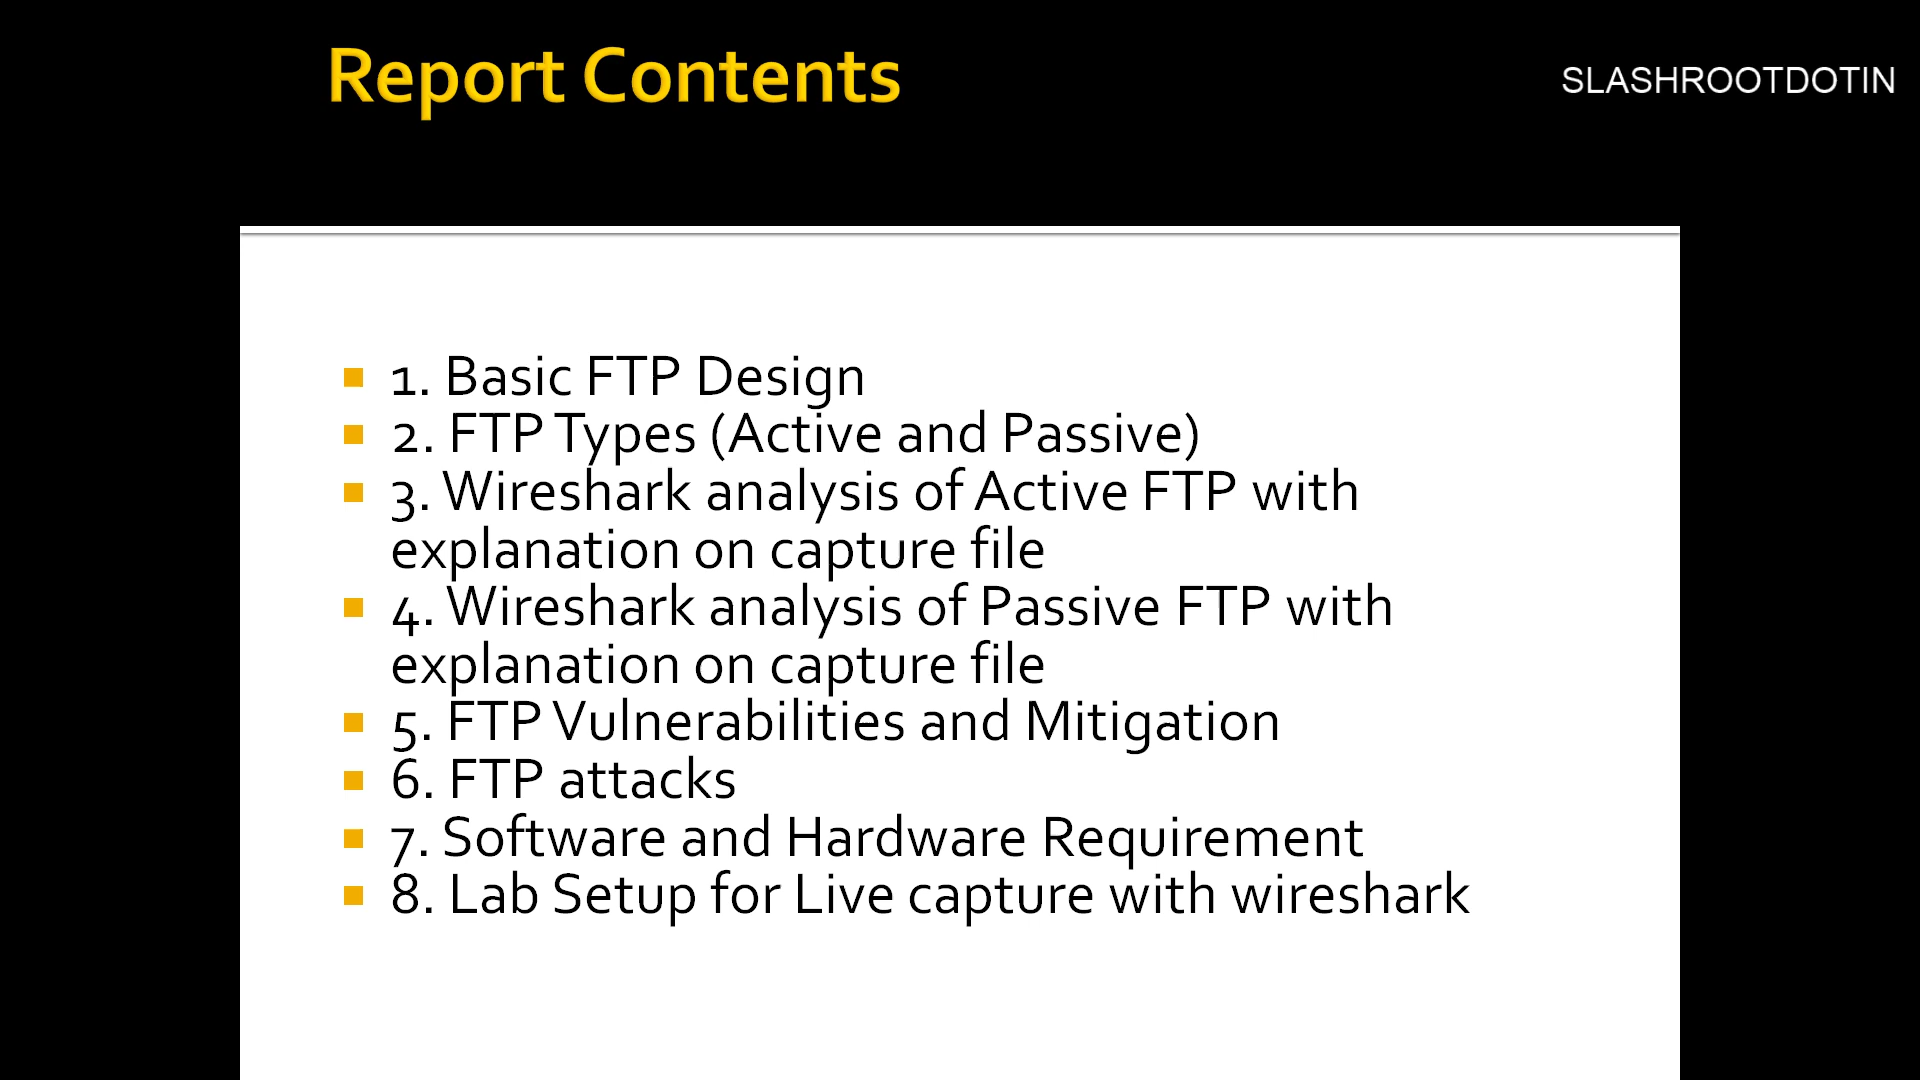 Report Contents
SLASHROOTDOTIN
1. Basic FTP Design
2. FTP Types (Active and Passive)
3. Wireshark analysis of Active FTP with
explanation on capture file
4. Wireshark analysis of Passive FTP with
explanation on capture file
5. FTP Vulnerabilities and Mitigation
6. FTP attacks
7. Software and Hardware Requirement
8. Lab Setup for Live capture with wireshark